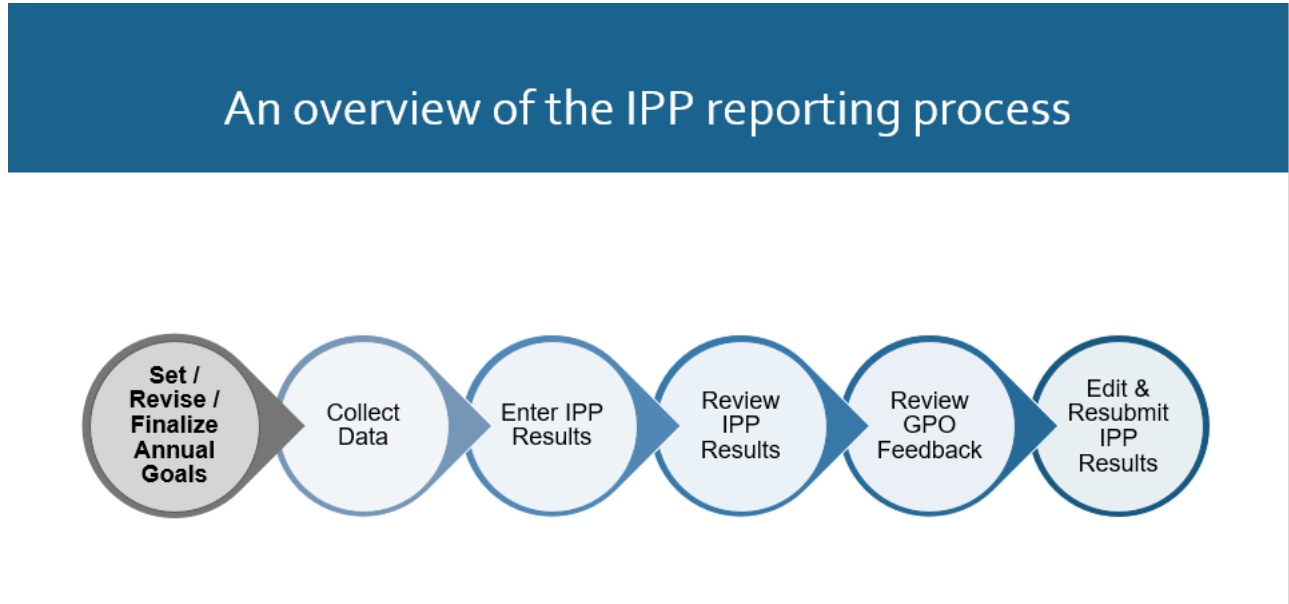 An overview of the IPP reporting process
Set /
Revise /
Finalize
Annual
Goals
Collect
Data
Enter IPP
Results
Review
IPP
Results
Review
GPO
Feedback
Edit &
Resubmit
IPP
Results